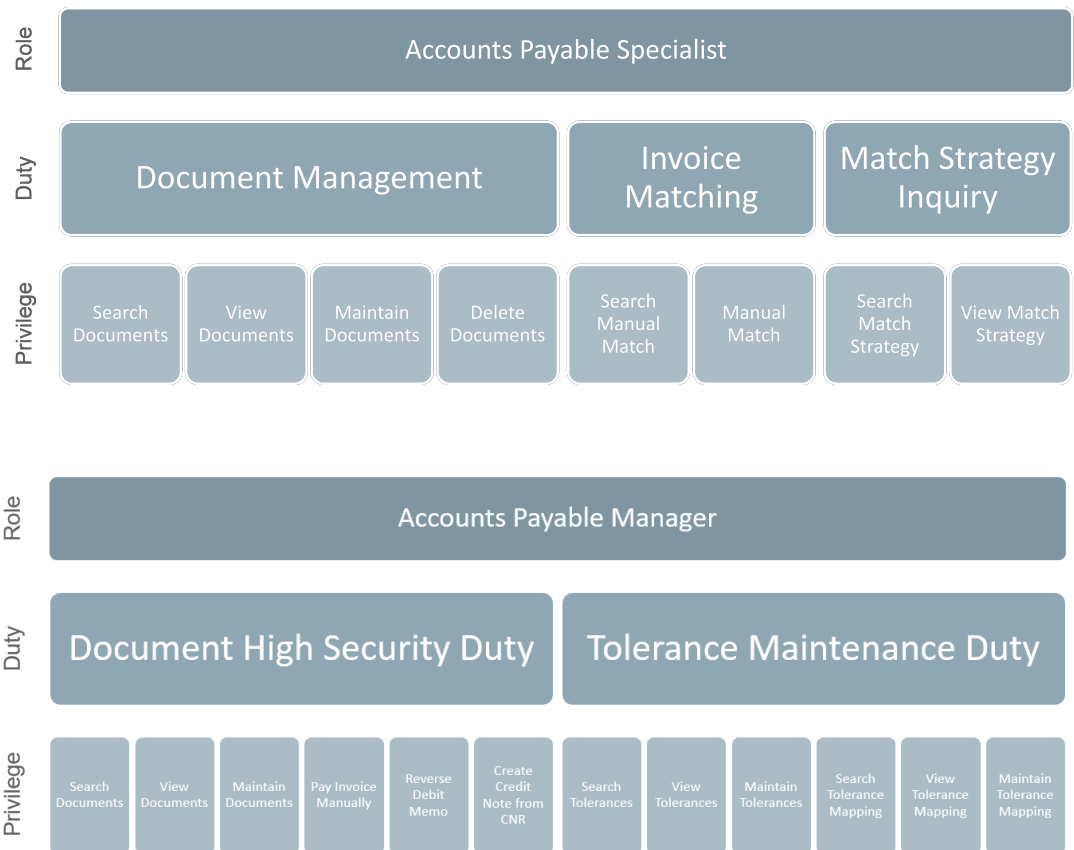 Role
Accounts Payable Specialist
Duty
Document Management
Invoice
Matching
Match Strategy
Inquiry
Privilege
Search
Documents
View
Documents
Maintain
Documents
Delete
Documents
Search
Manual
Match
Manual
Match
Search
Match
Strategy
View Match
Strategy
Role
Accounts Payable Manager
Duty
Document High Security Duty
Tolerance Maintenance Duty
Privilege
Search
Documents
View
Documents
Maintain
Documents
Pay Invoice
Manually
Reverse
Debit
Memo
Create
Credit
Note from
CNR
Search
Tolerances
View
Tolerances
Maintain
Tolerances
Search
Tolerance
Mapping
View
Tolerance
Mapping
Maintain
Tolerance
Mapping